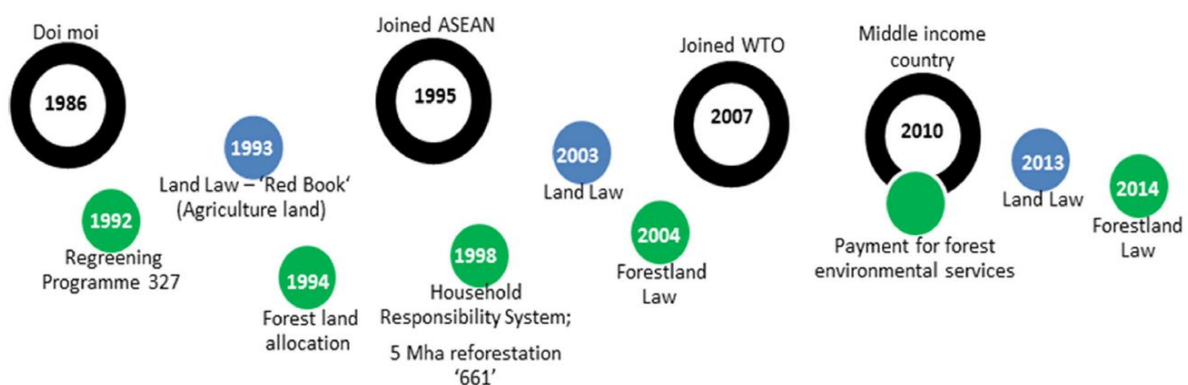 Doi moi
1986
1992
Regreening
Programme 327
1993
Land Law – ‘Red Book‘
(Agriculture land)
1994
Forest land
allocation
Joined ASEAN
1995
1998
Household
Responsibility System;
5 Mha reforestation
‘661’
2003
Land Law
2004
Forestland
Law
Joined WTO
2007
Middle income
country
2010
Payment for forest
environmental services
2013
Land Law
2014
Forestland
Law